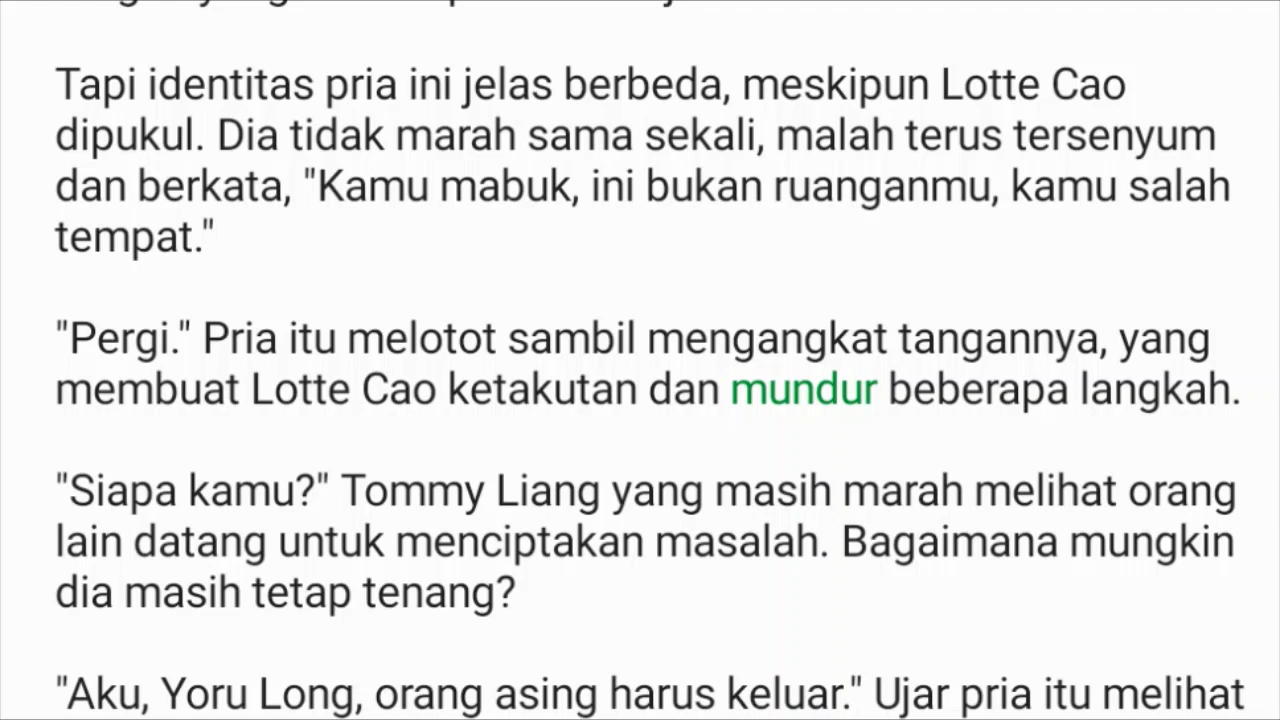 Tapi identitas pria ini jelas berbeda, meskipun Lotte Cao
dipukul. Dia tidak marah sama sekali, malah terus tersenyum
dan berkata, "Kamu mabuk, ini bukan ruanganmu, kamu salah
tempat."
"Pergi." Pria itu melotot sambil mengangkat tangannya, yang
membuat Lotte Cao ketakutan dan mundur beberapa langkah.
"Siapa kamu?" Tommy Liang yang masih marah melihat orang
lain datang untuk menciptakan masalah. Bagaimana mungkin
dia masih tetap tenang?
"Aku, Yoru Long, orang asing harus keluar." Ujar pria itu melihat